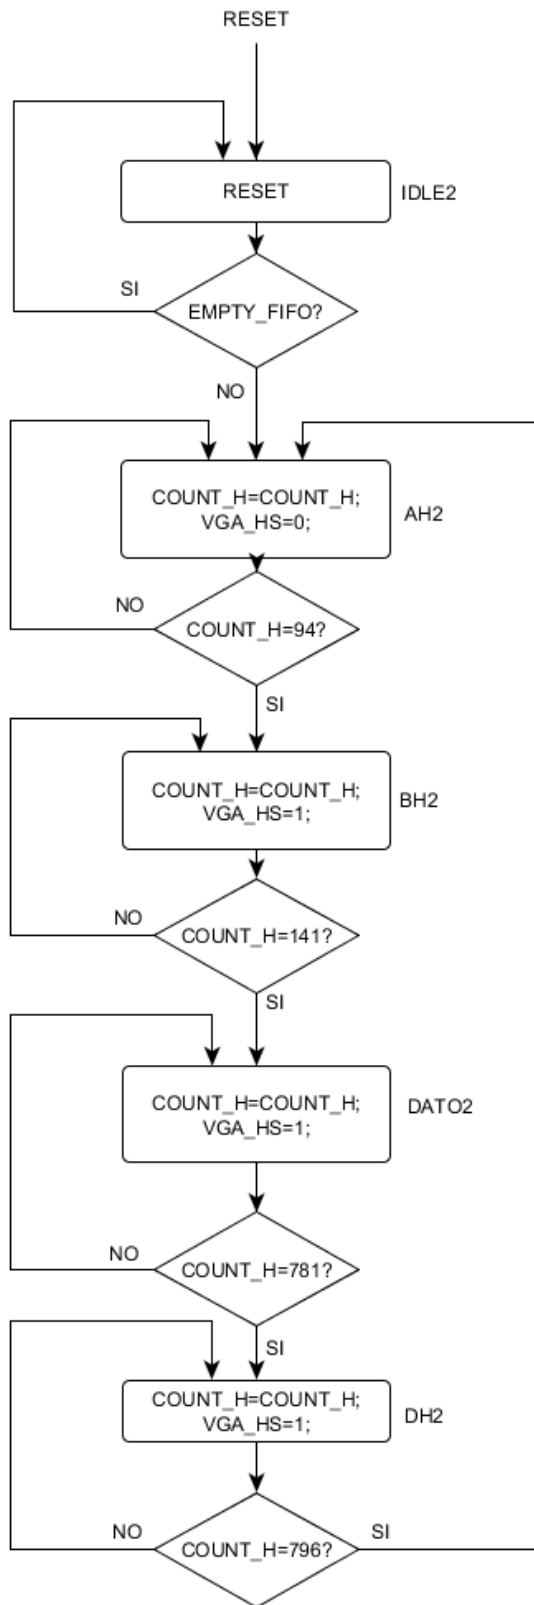 RESET
RESET
IDLE2
SI
EMPTY_FIFO?
NO
COUNT_H=COUNT_H;
VGA_HS=0;
AH2
NO
COUNT_H=94?
SI
COUNT_H=COUNT_H;
VGA_HS=1;
BH2
NO
COUNT_H=141?
SI
COUNT_H=COUNT_H;
VGA_HS=1;
DATO2
NO
COUNT_H=781?
SI
COUNT_H=COUNT_H;
VGA_HS=1;
DH2
NO
COUNT_H=796?
SI